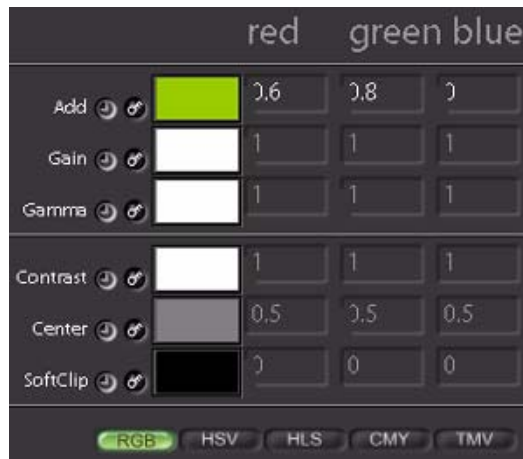 red green blue
Add 0.6 0.8 0
Gain 1 1 1
Gamma 1 1 1
Contrast 1 1 1
Center 0.5 0.5 0.5
SoftClip 0 0 0
RGB HSV HLS CMY TMV